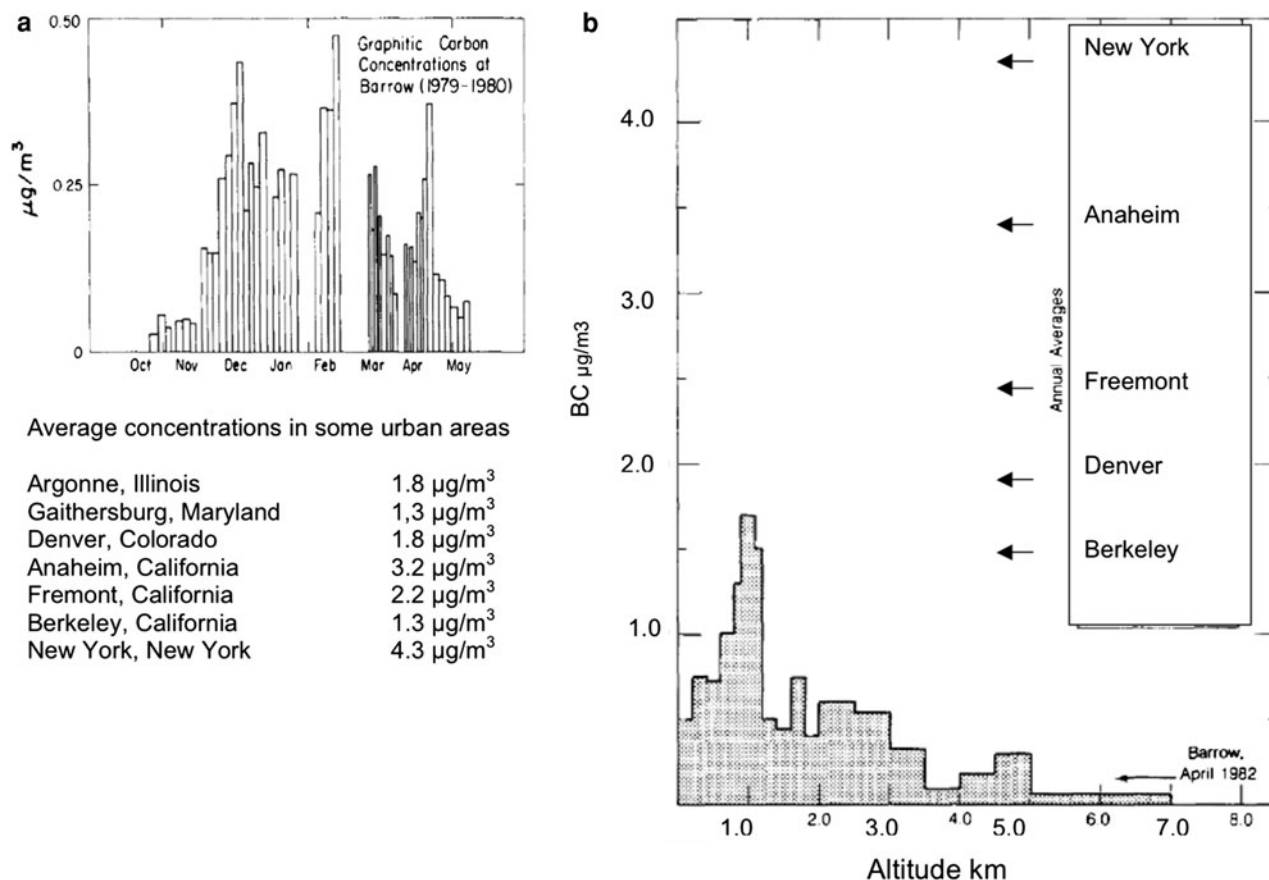 a
0.50
Graphitic Carbon
Concentrations at
Barrow (1979-1980)
µg/m³
0.25
0
Oct Nov Dec Jan Feb Mar Apr May
Average concentrations in some urban areas
Argonne, Illinois 1.8 µg/m³
Gaithersburg, Maryland 1,3 µg/m³
Denver, Colorado 1.8 µg/m³
Anaheim, California 3.2 µg/m³
Fremont, California 2.2 µg/m³
Berkeley, California 1.3 µg/m³
New York, New York 4.3 µg/m³
b
New York
4.0
Anaheim
3.0
BC µg/m3
Annual Averages
Freemont
2.0
Denver
Berkeley
1.0
Barrow,
April 1982
1.0 2.0 3.0 4.0 5.0 6.0 7.0 8.0
Altitude km